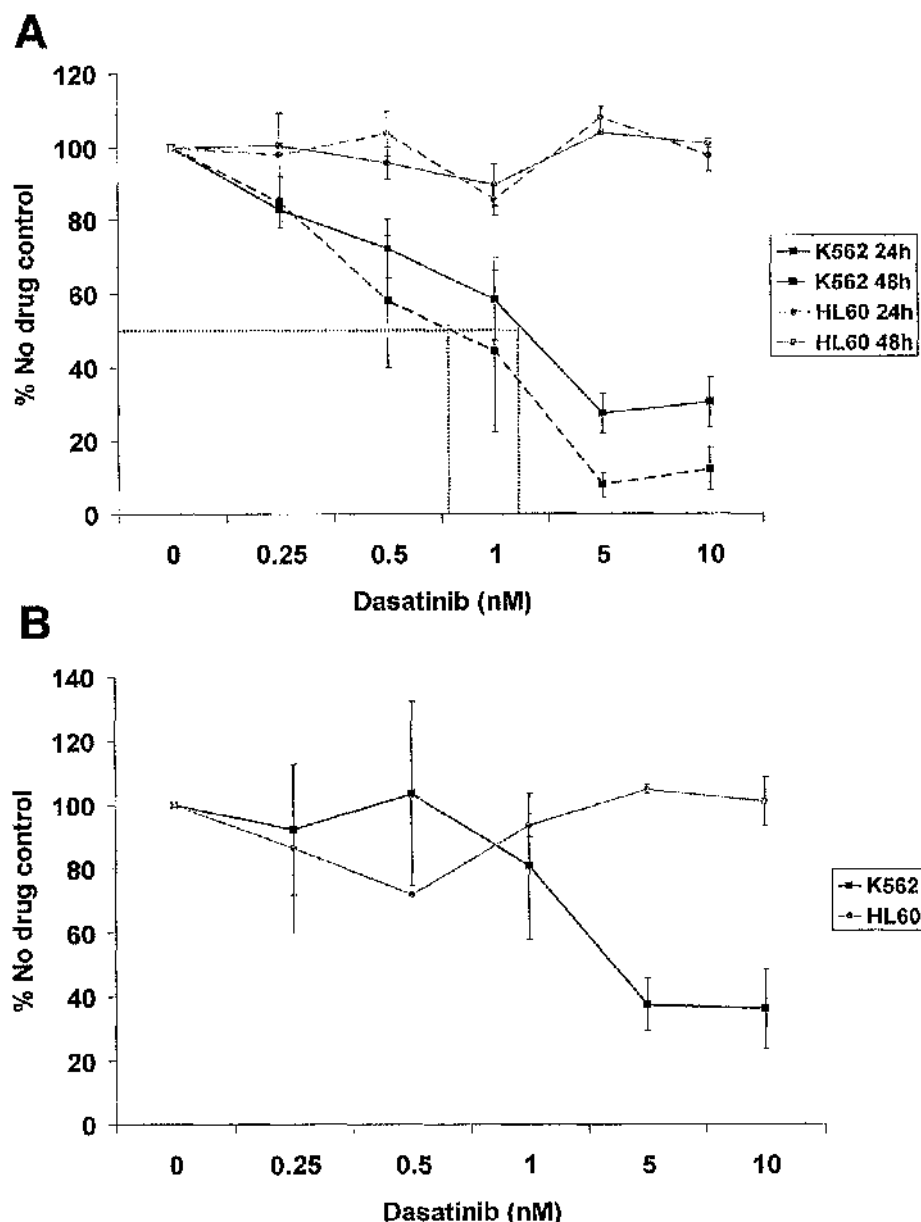 A
120
100
80
60
40
20
0
% No drug control
0 0.25 0.5 1 5 10
Dasatinib (nM)
K562 24h
K562 48h
HL60 24h
HL60 48h
B
140
120
100
80
60
40
20
0
% No drug control
0 0.25 0.5 1 5 10
Dasatinib (nM)
K562
HL60